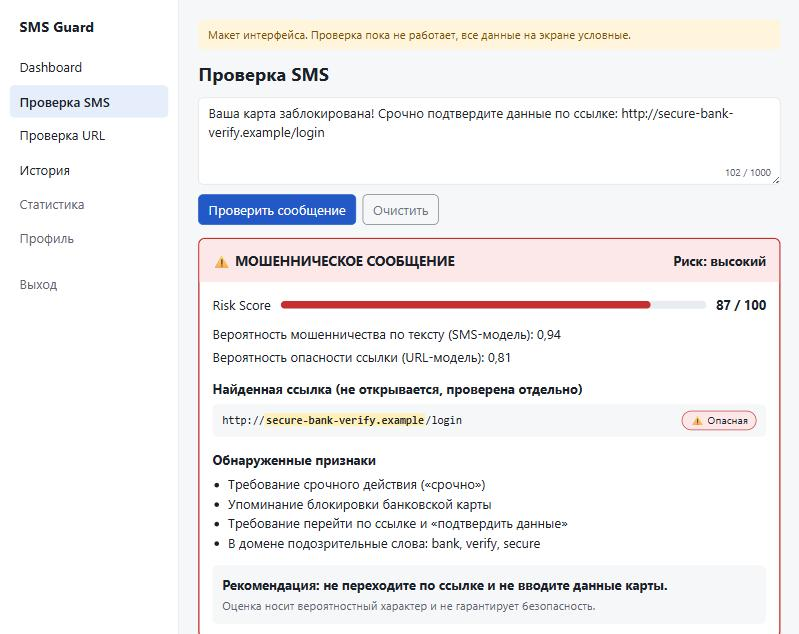 SMS Guard
Dashboard
Проверка SMS
Проверка URL
История
Статистика
Профиль
Выход
Макет интерфейса. Проверка пока не работает, все данные на экране условные.
Проверка SMS
Ваша карта заблокирована! Срочно подтвердите данные по ссылке: http://secure-bank-
verify.example/login
102 / 1000
Проверить сообщение
Очистить
МОШЕННИЧЕСКОЕ СООБЩЕНИЕ
Риск: высокий
Risk Score
87 / 100
Вероятность мошенничества по тексту (SMS-модель): 0,94
Вероятность опасности ссылки (URL-модель): 0,81
Найденная ссылка (не открывается, проверена отдельно)
http://secure-bank-verify.example/login
Опасная
Обнаруженные признаки
• Требование срочного действия («срочно»)
• Упоминание блокировки банковской карты
• Требование перейти по ссылке и «подтвердить данные»
• В домене подозрительные слова: bank, verify, secure
Рекомендация: не переходите по ссылке и не вводите данные карты.
Оценка носит вероятностный характер и не гарантирует безопасность.